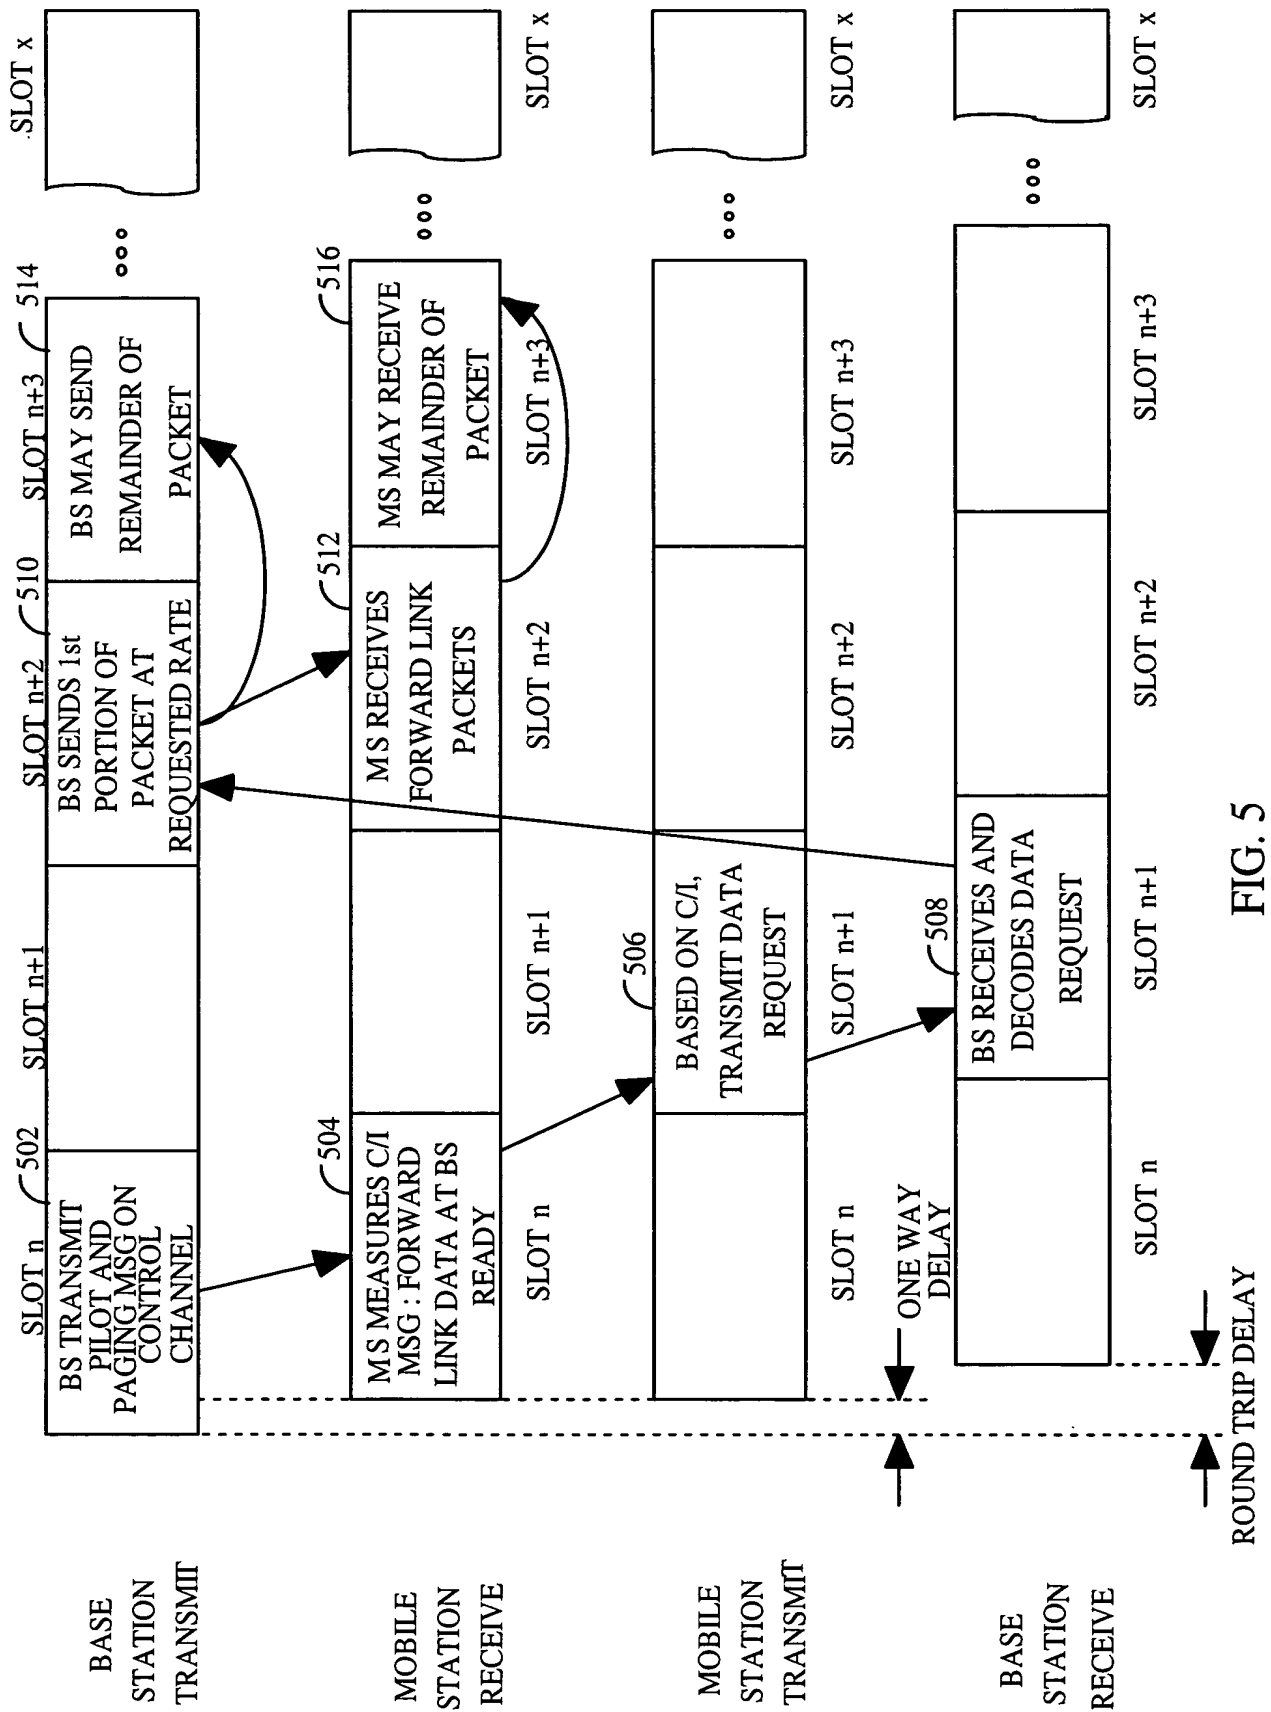 BASE
STATION
TRANSMIT
SLOT n
502
BS TRANSMIT
PILOT AND
PAGING MSG ON
CONTROL
CHANNEL
SLOT n+1
SLOT n+2
510
BS SENDS 1st
PORTION OF
PACKET AT
REQUESTED RATE
SLOT n+3
514
BS MAY SEND
REMAINDER OF
PACKET
SLOT x
MOBILE
STATION
RECEIVE
504
MS MEASURES C/I
MSG : FORWARD
LINK DATA AT BS
READY
SLOT n
SLOT n+1
512
MS RECEIVES
FORWARD LINK
PACKETS
SLOT n+2
516
MS MAY RECEIVE
REMAINDER OF
PACKET
SLOT n+3
SLOT x
MOBILE
STATION
TRANSMIT
SLOT n
506
BASED ON C/I,
TRANSMIT DATA
REQUEST
SLOT n+1
SLOT n+2
SLOT n+3
SLOT x
ONE WAY
DELAY
BASE
STATION
RECEIVE
SLOT n
508
BS RECEIVES AND
DECODES DATA
REQUEST
SLOT n+1
SLOT n+2
SLOT n+3
SLOT x
ROUND TRIP DELAY
FIG. 5